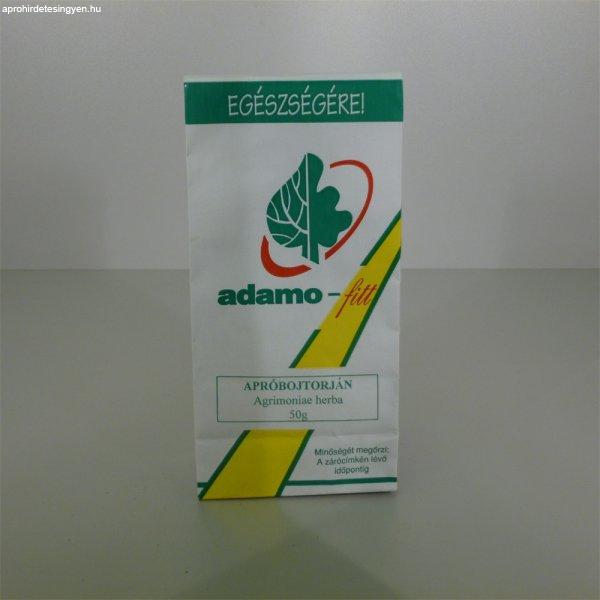 aprohirdetesingyen.hu
EGÉSZSÉGÉRE!
adamo-fitt
APRÓBOJTORJÁN
Agrimoniae herba
50g
Minőségét megőrzi:
A zárócímkén lévő
időpontig